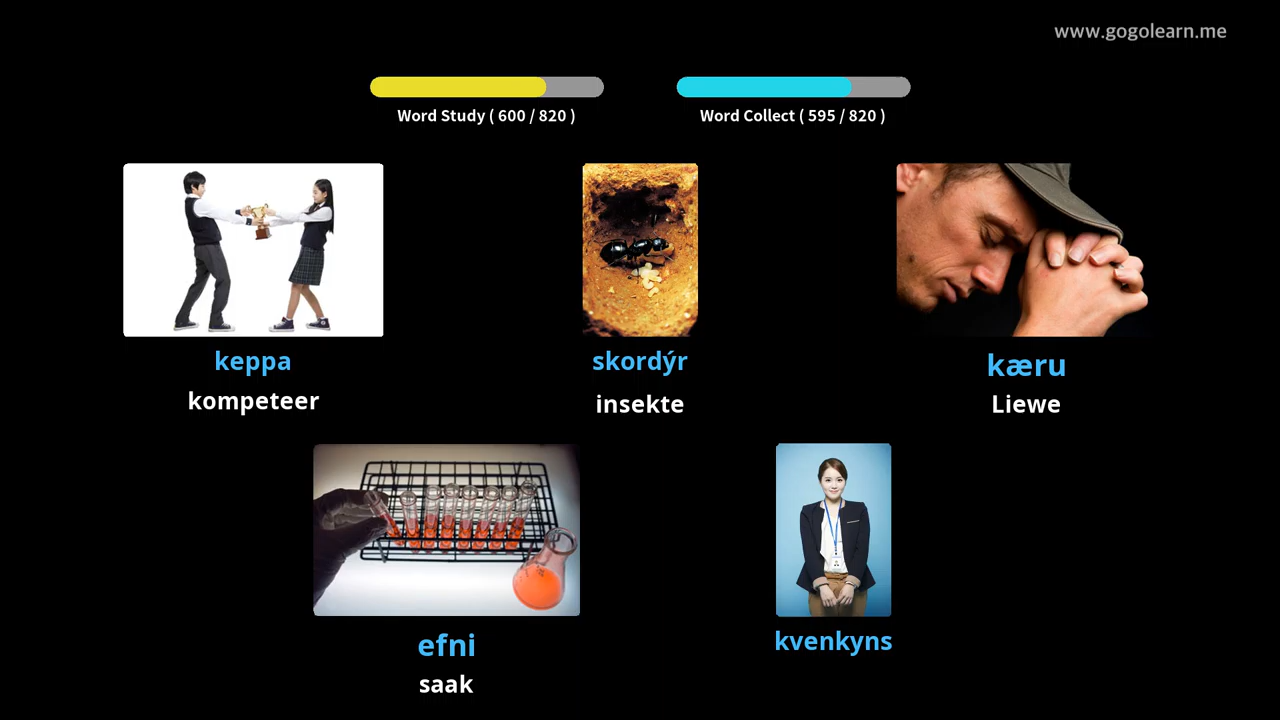 www.gogolearn.me
Word Study ( 600 / 820 )
Word Collect ( 595 / 820 )
keppa
kompeteer
skordýr
insekte
kæru
Liewe
efni
saak
kvenkyns